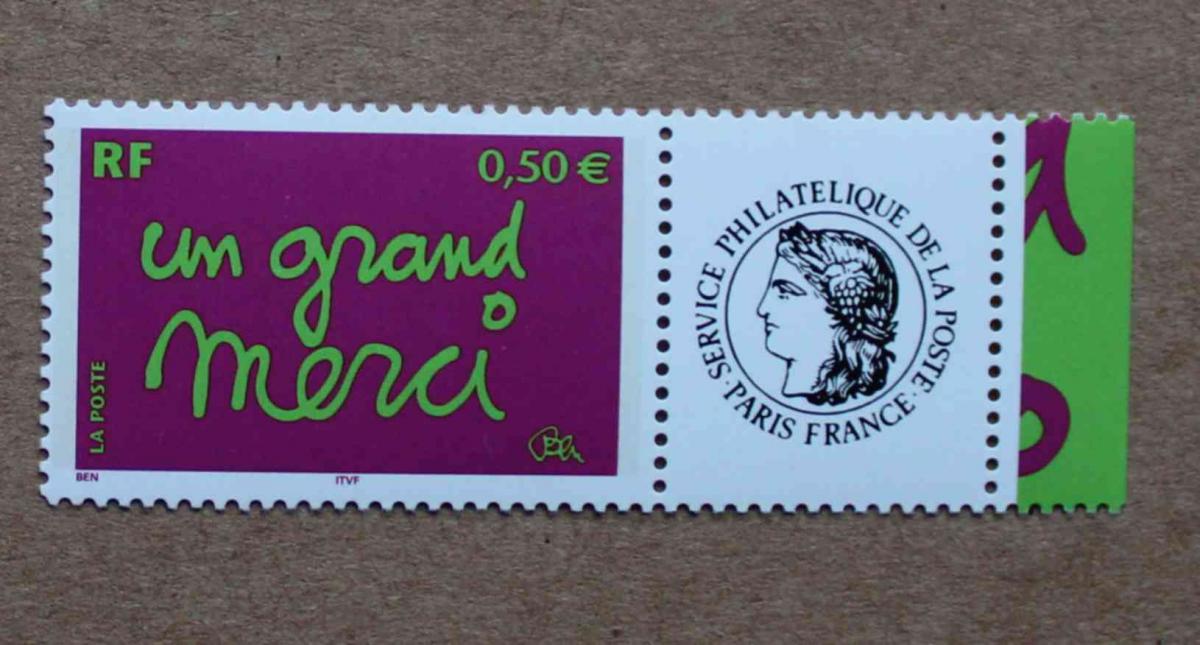 RF
0,50 €
un grand
merci
LA POSTE
Ben
BEN
ITVF
SERVICE PHILATELIQUE DE LA POSTE
· PARIS FRANCE ·